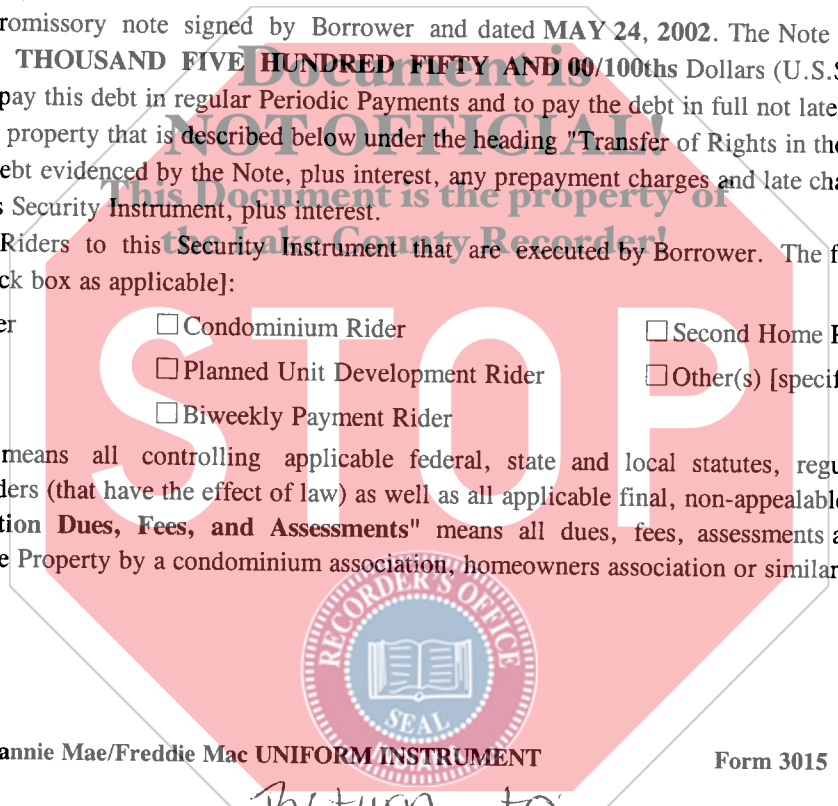 romissory note signed by Borrower and dated MAY 24, 2002. The Note
THOUSAND FIVE HUNDRED FIFTY AND 00/100ths Dollars (U.S.
Document is
pay this debt in regular Periodic Payments and to pay the debt in full not late
NOT OFFICIAL!
property that is described below under the heading "Transfer of Rights in the
ebt evidenced by the Note, plus interest, any prepayment charges and late cha
This Document is the property of
s Security Instrument, plus interest.
the Lake County Recorder!
Riders to this Security Instrument that are executed by Borrower. The f
ck box as applicable]:
STOP
er □ Condominium Rider □ Second Home R
□ Planned Unit Development Rider □ Other(s) [specif
□ Biweekly Payment Rider
means all controlling applicable federal, state and local statutes, regu
ders (that have the effect of law) as well as all applicable final, non-appealable
tion Dues, Fees, and Assessments" means all dues, fees, assessments a
e Property by a condominium association, homeowners association or similar
RECORDER'S OFFICE
SEAL
annie Mae/Freddie Mac UNIFORM INSTRUMENT Form 3015
Return to